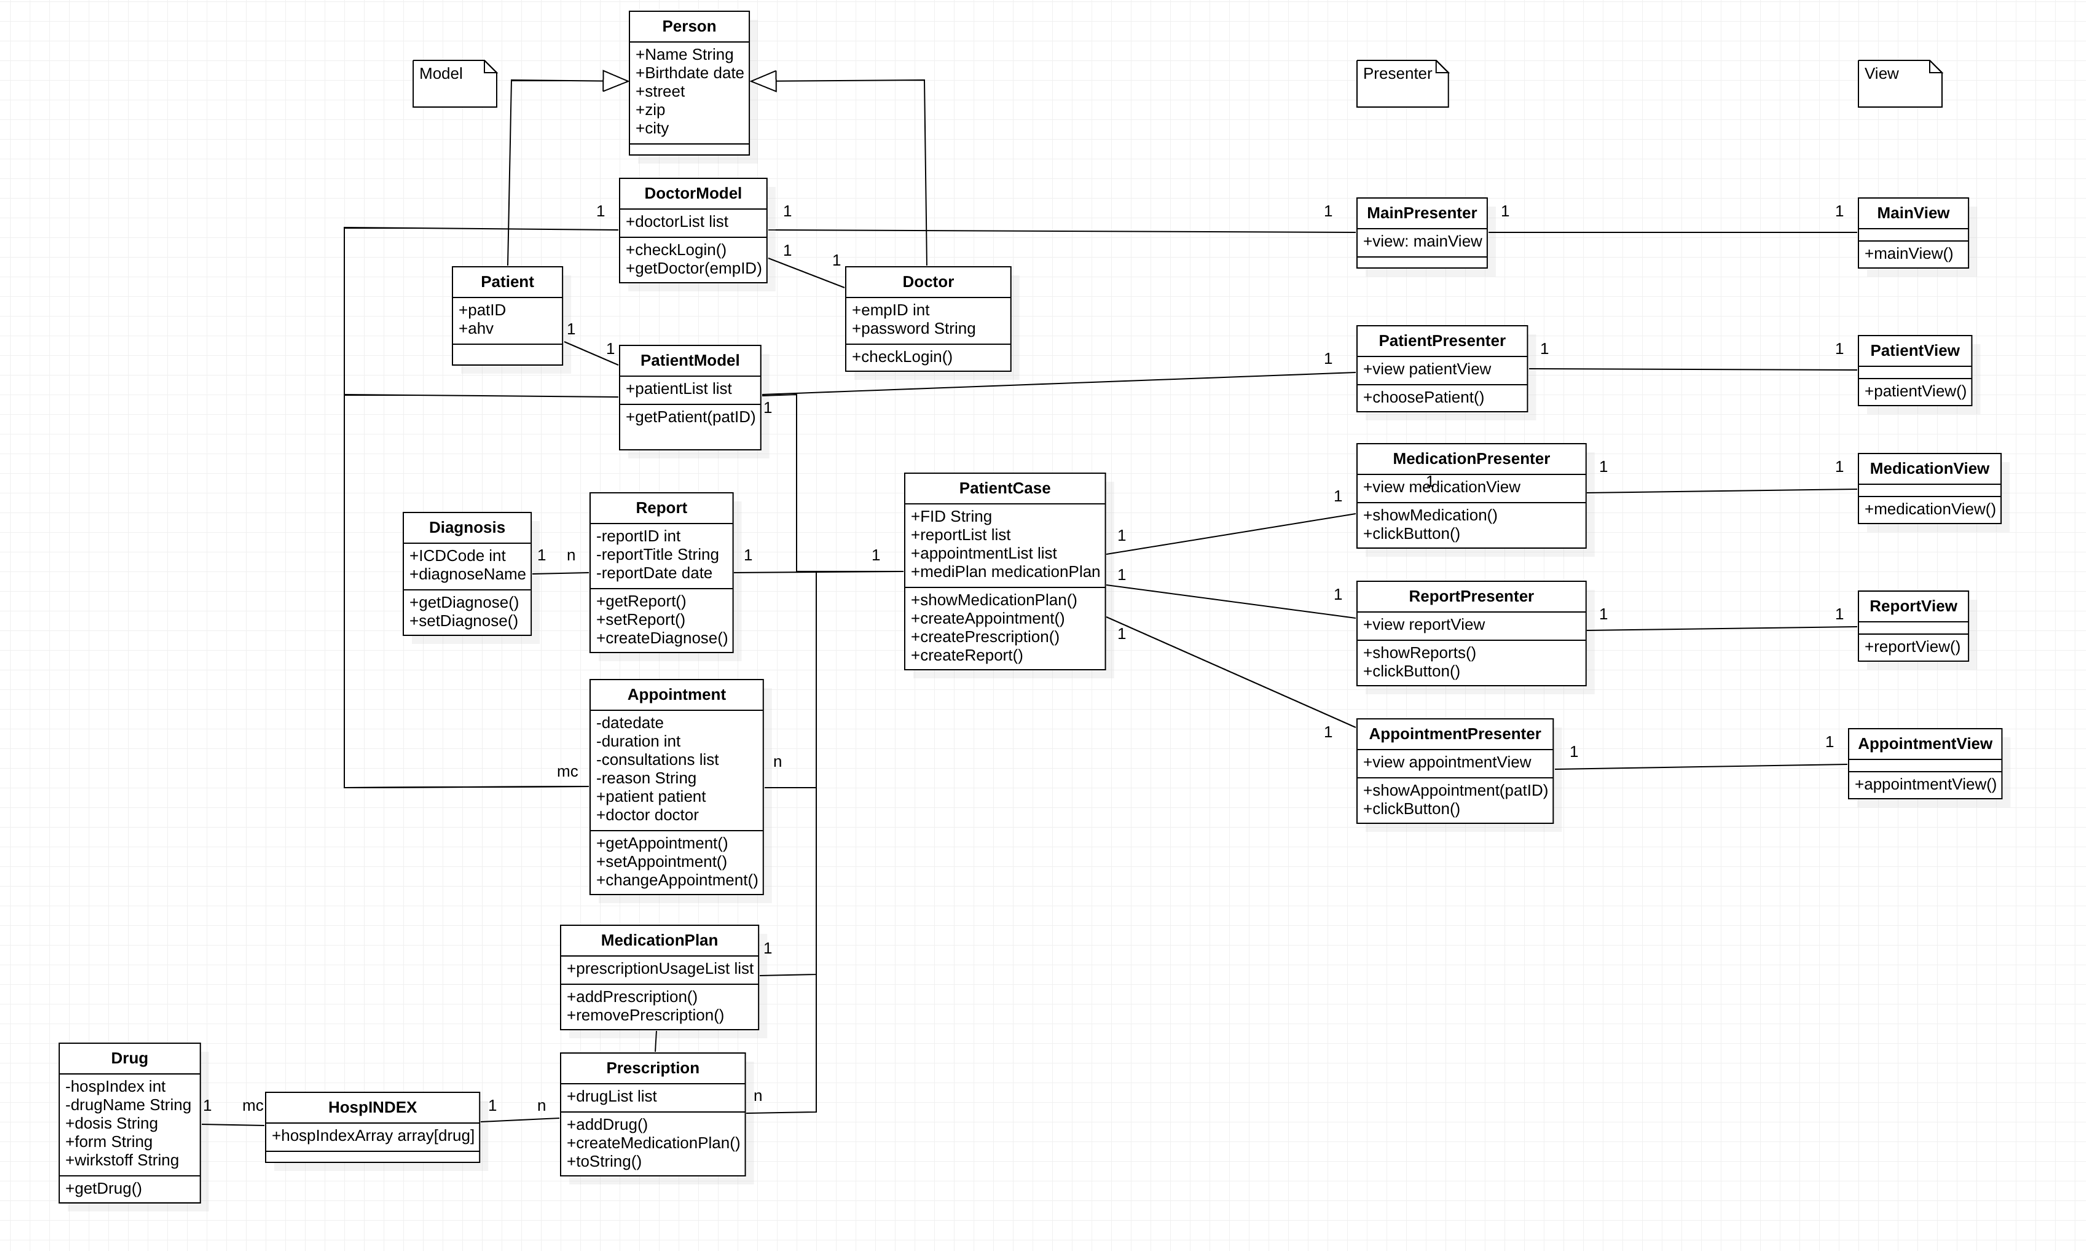 Person
+Name String
+Birthdate date
+street
+zip
+city
Model
Presenter
View
DoctorModel
+doctorList list
+checkLogin()
+getDoctor(empID)
1
1
1
1
1
MainPresenter
+view: mainView
1
1
MainView
+mainView()
Patient
+patID
+ahv
1
1
Doctor
+empID int
+password String
+checkLogin()
PatientModel
+patientList list
+getPatient(patID)
1
1
PatientPresenter
+view patientView
+choosePatient()
1
1
PatientView
+patientView()
MedicationPresenter
+view medicationView
1
+showMedication()
+clickButton()
1
1
MedicationView
+medicationView()
PatientCase
+FID String
+reportList list
+appointmentList list
+mediPlan medicationPlan
+showMedicationPlan()
+createAppointment()
+createPrescription()
+createReport()
1
1
1
1
1
1
Diagnosis
+ICDCode int
+diagnoseName
+getDiagnose()
+setDiagnose()
1
n
Report
-reportID int
-reportTitle String
-reportDate date
+getReport()
+setReport()
+createDiagnose()
1
1
ReportPresenter
+view reportView
+showReports()
+clickButton()
1
1
ReportView
+reportView()
Appointment
-datedate
-duration int
-consultations list
-reason String
+patient patient
+doctor doctor
+getAppointment()
+setAppointment()
+changeAppointment()
mc
n
AppointmentPresenter
+view appointmentView
+showAppointment(patID)
+clickButton()
1
1
AppointmentView
+appointmentView()
MedicationPlan
+prescriptionUsageList list
+addPrescription()
+removePrescription()
1
Drug
-hospIndex int
-drugName String
+dosis String
+form String
+wirkstoff String
+getDrug()
1
mc
HospINDEX
+hospIndexArray array[drug]
1
n
Prescription
+drugList list
+addDrug()
+createMedicationPlan()
+toString()
n